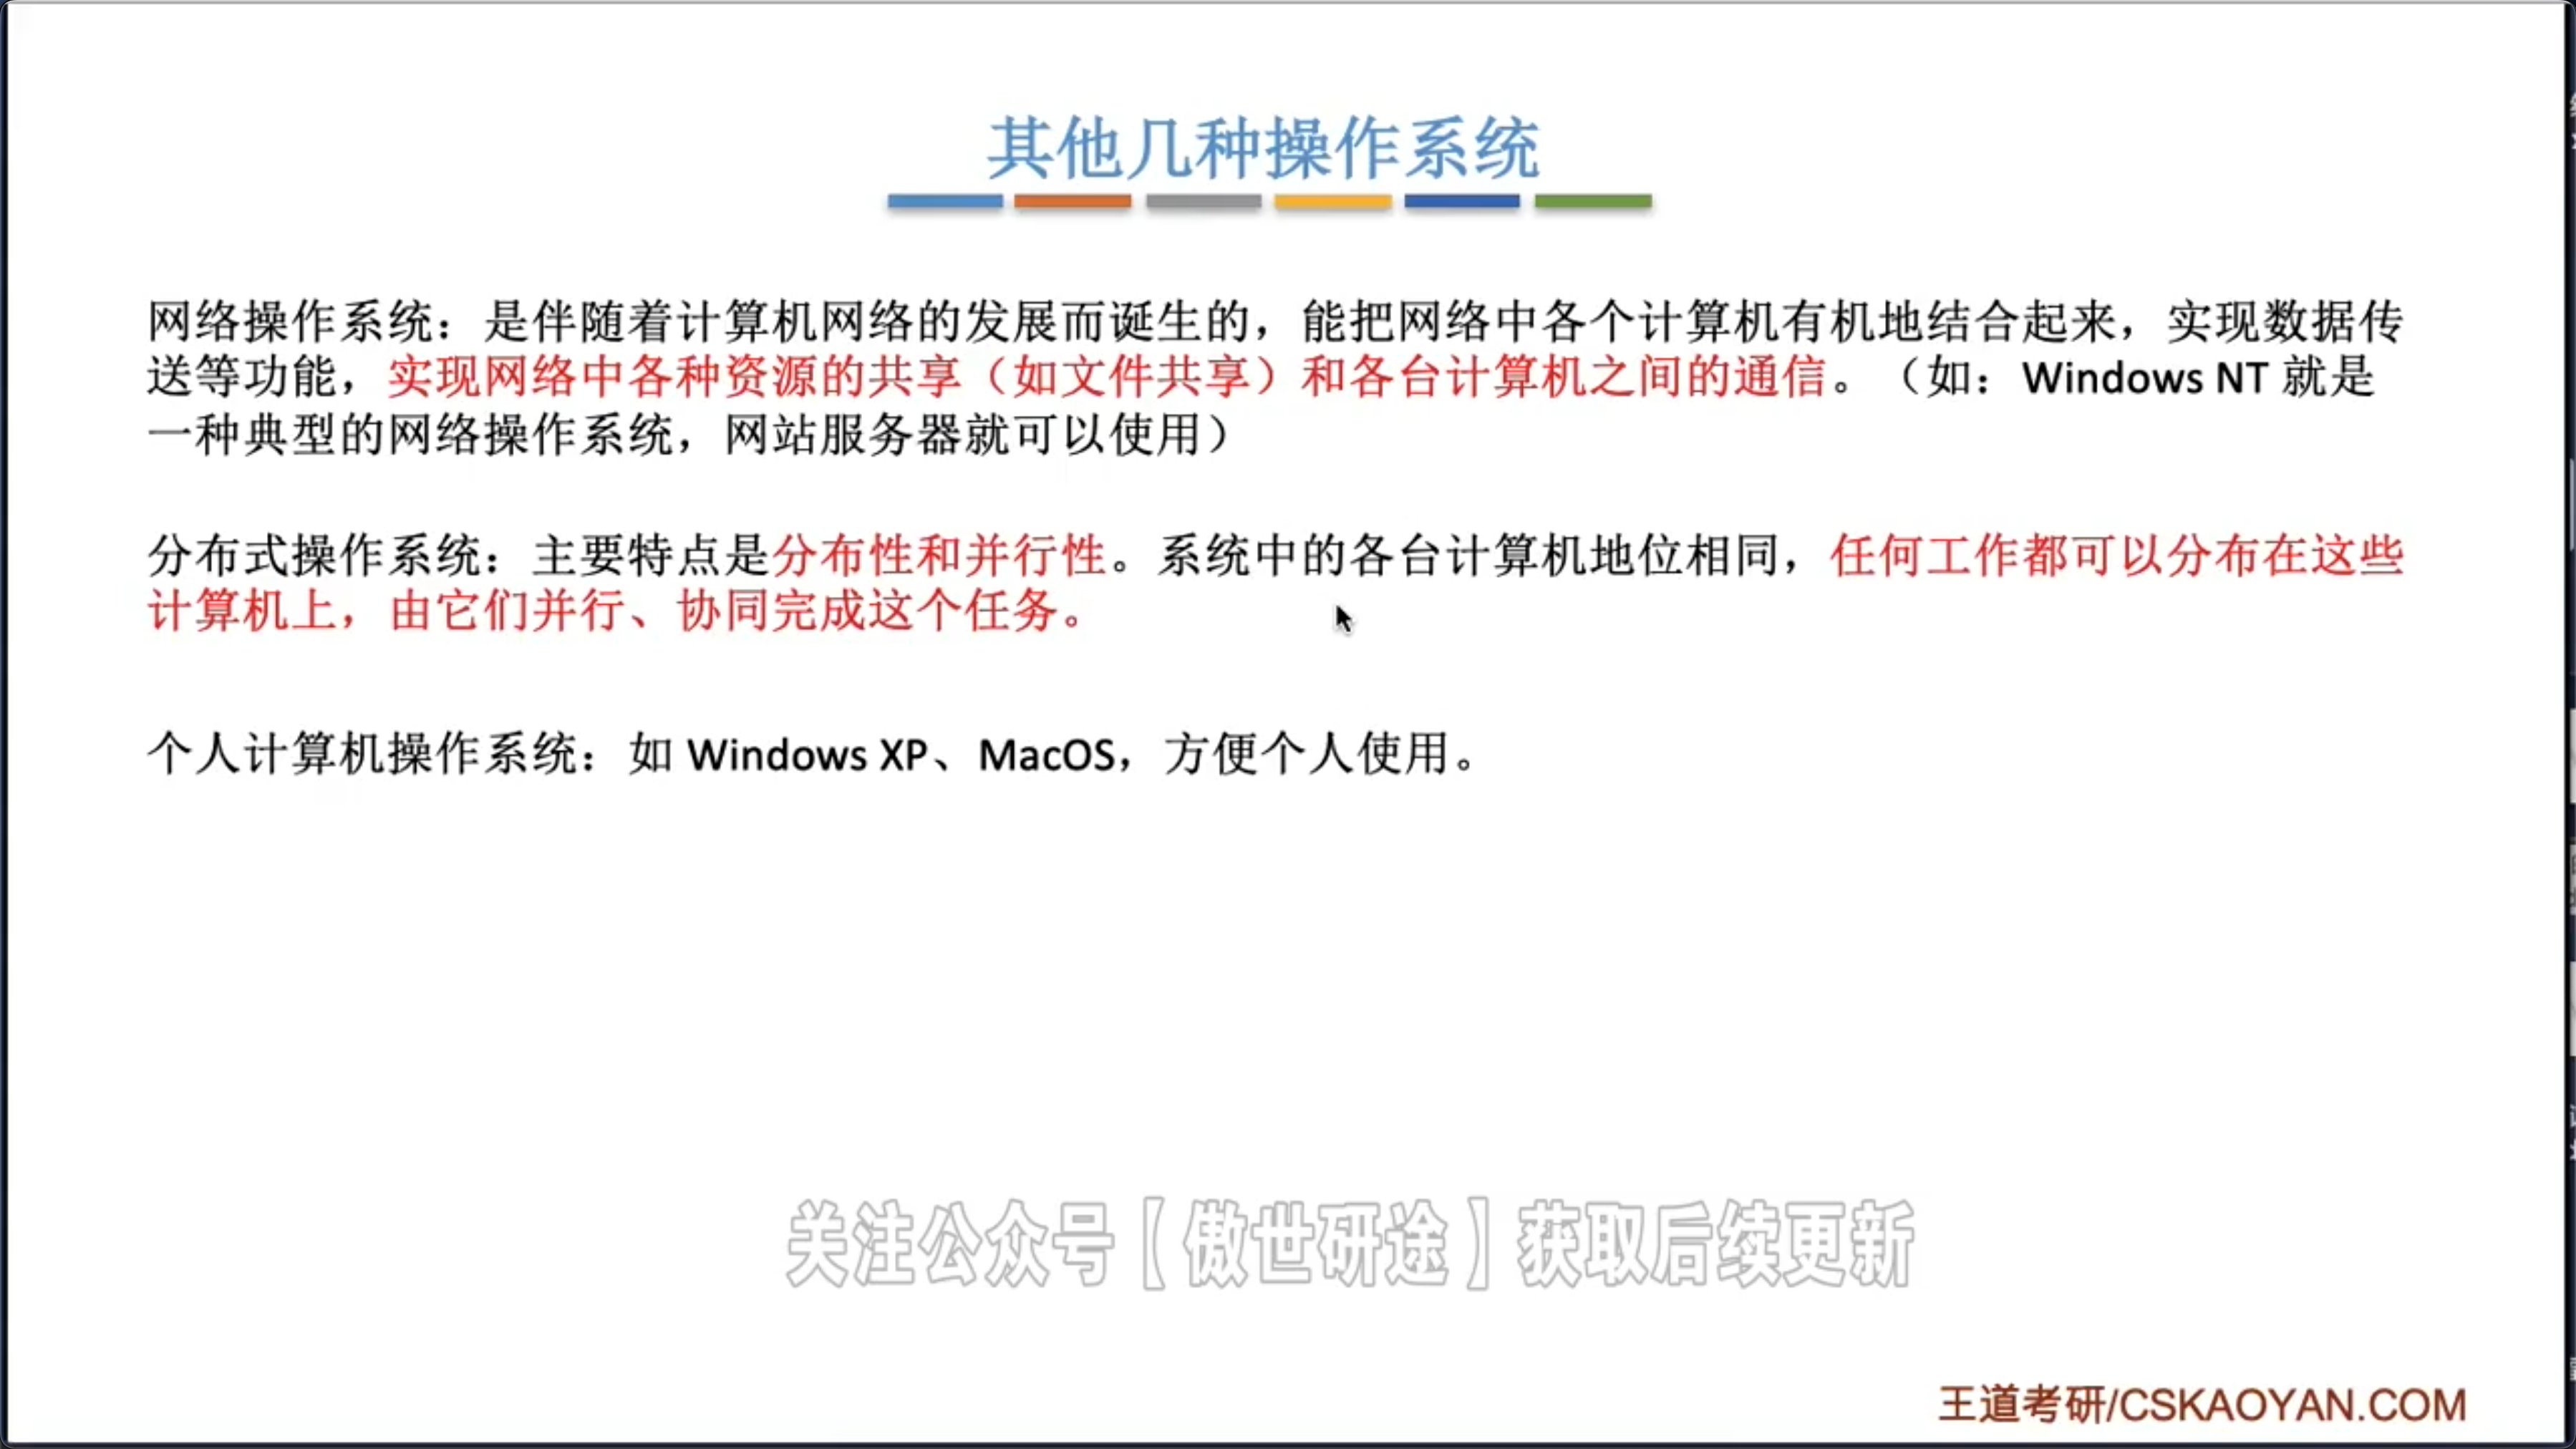 其他几种操作系统
网络操作系统：是伴随着计算机网络的发展而诞生的，能把网络中各个计算机有机地结合起来，实现数据传
送等功能，实现网络中各种资源的共享（如文件共享）和各台计算机之间的通信。（如：Windows NT 就是
一种典型的网络操作系统，网站服务器就可以使用）
分布式操作系统：主要特点是分布性和并行性。系统中的各台计算机地位相同，任何工作都可以分布在这些
计算机上，由它们并行、协同完成这个任务。
个人计算机操作系统：如 Windows XP、MacOS，方便个人使用。
关注公众号【傲世研途】获取后续更新
王道考研/CSKAOYAN.COM